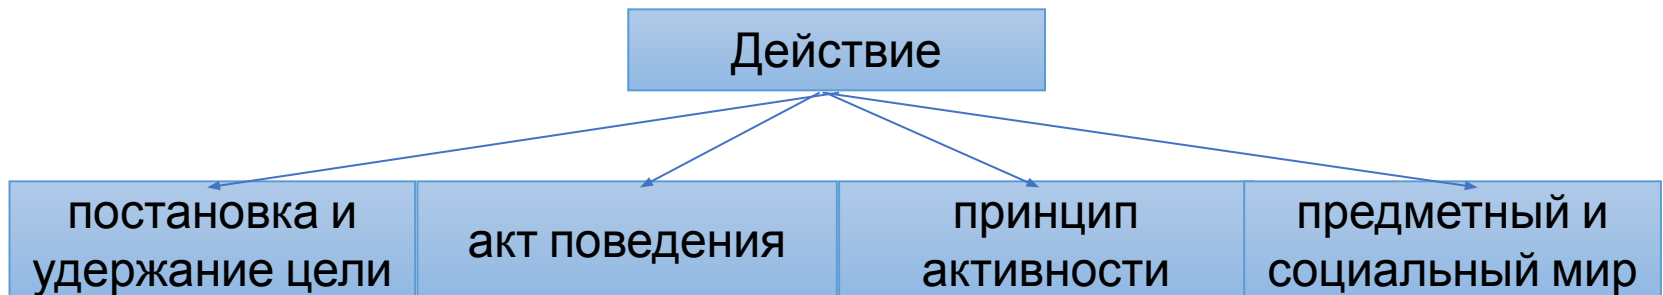 Действие
постановка и
удержание цели
акт поведения
принцип
активности
предметный и
социальный мир